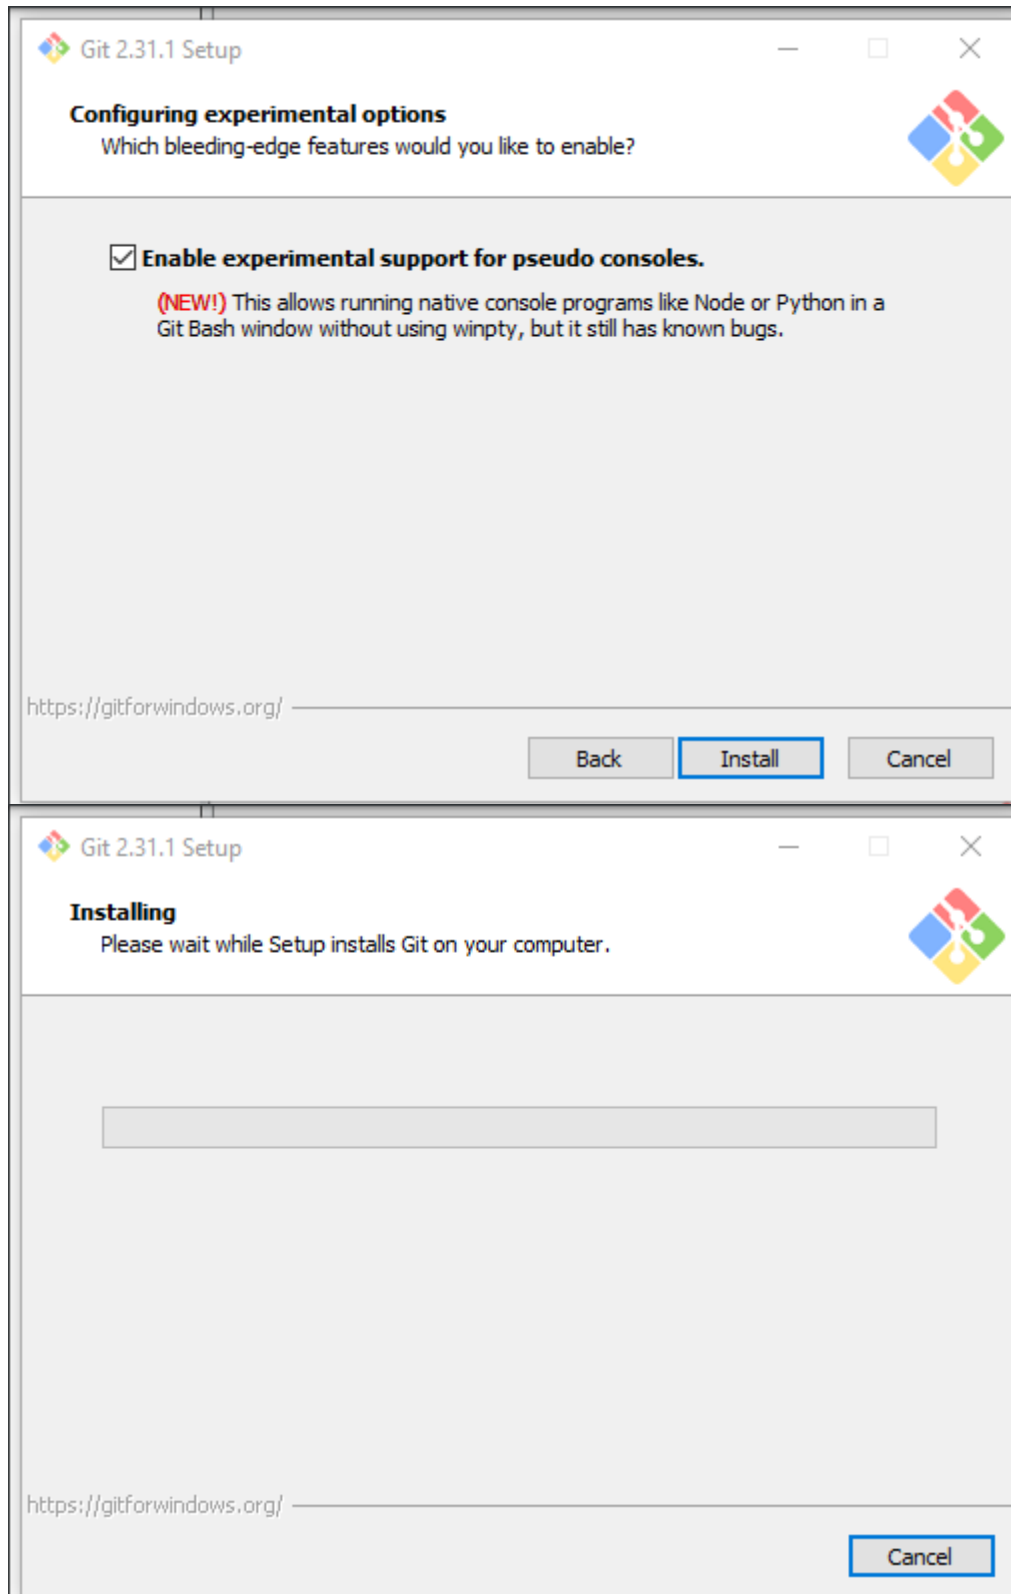 Git 2.31.1 Setup
Configuring experimental options
Which bleeding-edge features would you like to enable?
Enable experimental support for pseudo consoles.
(NEW!) This allows running native console programs like Node or Python in a
Git Bash window without using winpty, but it still has known bugs.
https://gitforwindows.org/
Back Install Cancel
Git 2.31.1 Setup
Installing
Please wait while Setup installs Git on your computer.
https://gitforwindows.org/
Cancel